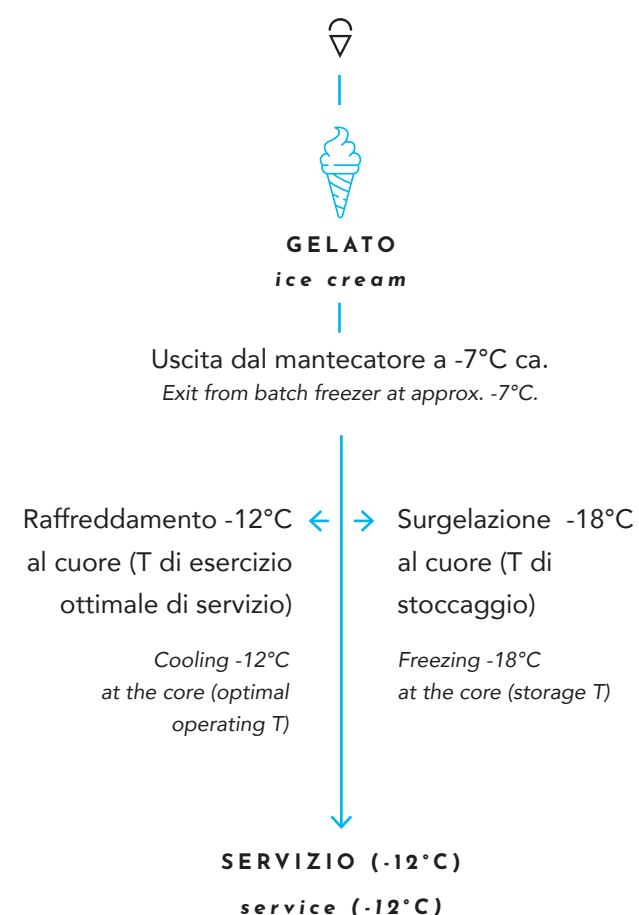 GELATO
ice cream
Uscita dal mantecatore a -7°C ca.
Exit from batch freezer at approx. -7°C.
Raffreddamento -12°C
al cuore (T di esercizio
ottimale di servizio)
Cooling -12°C
at the core (optimal
operating T)
Surgelazione -18°C
al cuore (T di
stoccaggio)
Freezing -18°C
at the core (storage T)
SERVIZIO (-12°C)
service (-12°C)